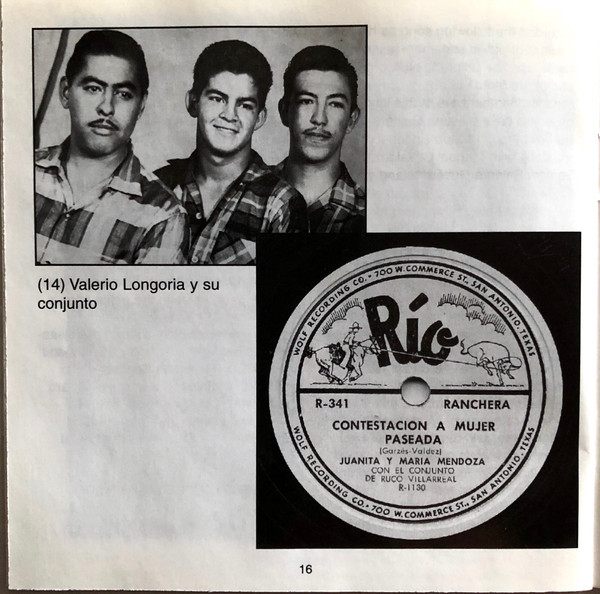 (14) Valerio Longoria y su
conjunto
WOLF RECORDING CO. • 700 W. COMMERCE ST., SAN ANTONIO, TEXAS
Río
R-341 RANCHERA
CONTESTACION A MUJER
PASEADA
(Garzés-Valdez)
JUANITA Y MARIA MENDOZA
CON EL CONJUNTO
DE RUCO VILLARREAL
R-1130
WOLF RECORDING CO. • 700 W. COMMERCE ST., SAN ANTONIO, TEXAS
16